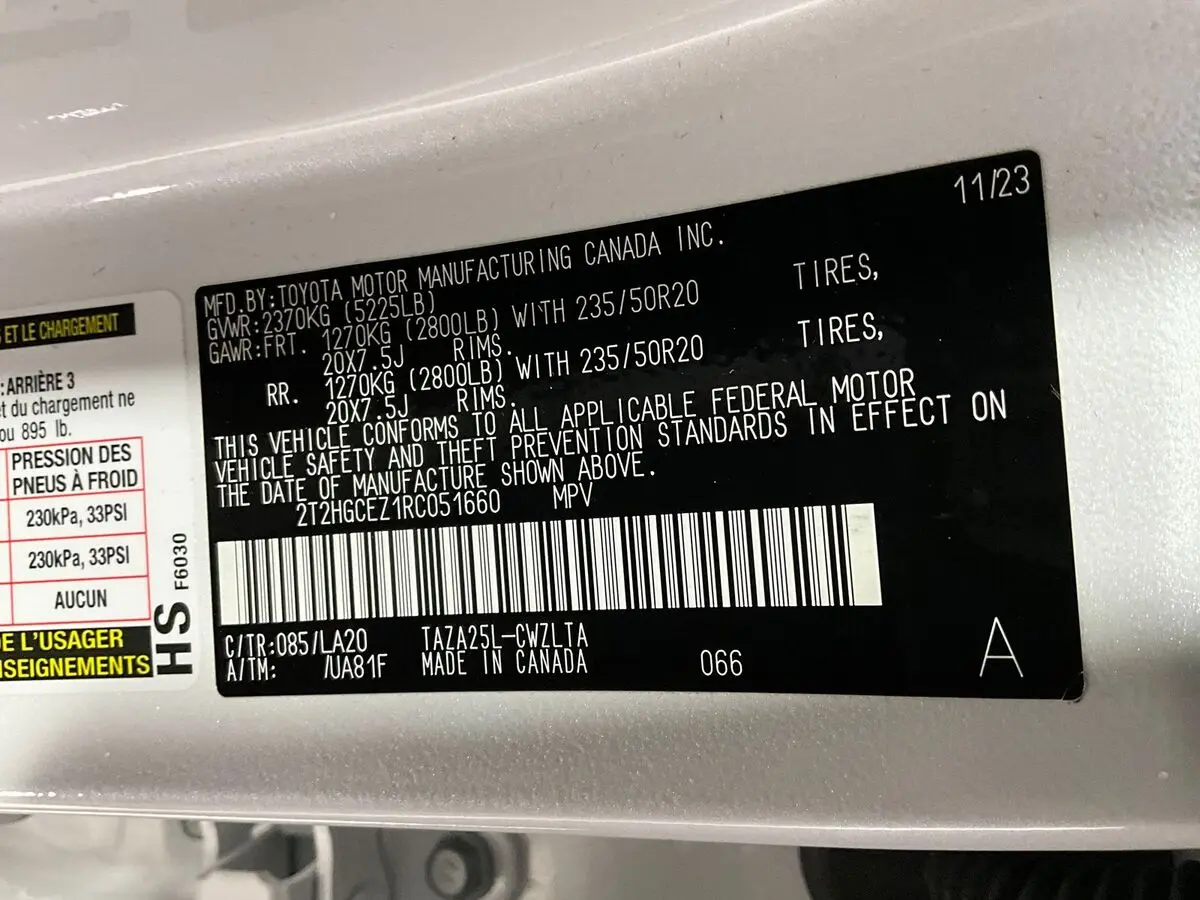 S ET LE CHARGEMENT
: ARRIÈRE 3
et du chargement ne
ou 895 lb.
PRESSION DES
PNEUS À FROID
230kPa, 33PSI
230kPa, 33PSI
AUCUN
E L'USAGER
NSEIGNEMENTS
HS F6030
11/23
MFD.BY:TOYOTA MOTOR MANUFACTURING CANADA INC.
GVWR:2370KG (5225LB)
GAWR:FRT. 1270KG (2800LB) WITH 235/50R20 TIRES,
20X7.5J RIMS.
RR. 1270KG (2800LB) WITH 235/50R20 TIRES,
20X7.5J RIMS.
THIS VEHICLE CONFORMS TO ALL APPLICABLE FEDERAL MOTOR
VEHICLE SAFETY AND THEFT PREVENTION STANDARDS IN EFFECT ON
THE DATE OF MANUFACTURE SHOWN ABOVE.
2T2HGCEZ1RC051660 MPV
C/TR:085/LA20 TAZA25L-CWZLTA
A/TM: /UA81F MADE IN CANADA 066 A